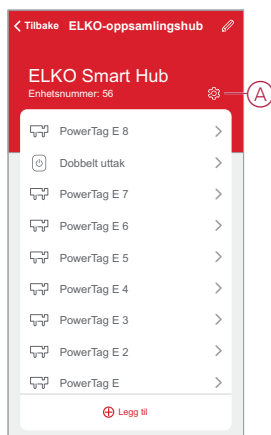 Tilbake ELKO-oppsamlingshub
ELKO Smart Hub
Enhetsnummer: 56
A
PowerTag E 8
Dobbelt uttak
PowerTag E 7
PowerTag E 6
PowerTag E 5
PowerTag E 4
PowerTag E 3
PowerTag E 2
PowerTag E
Legg til